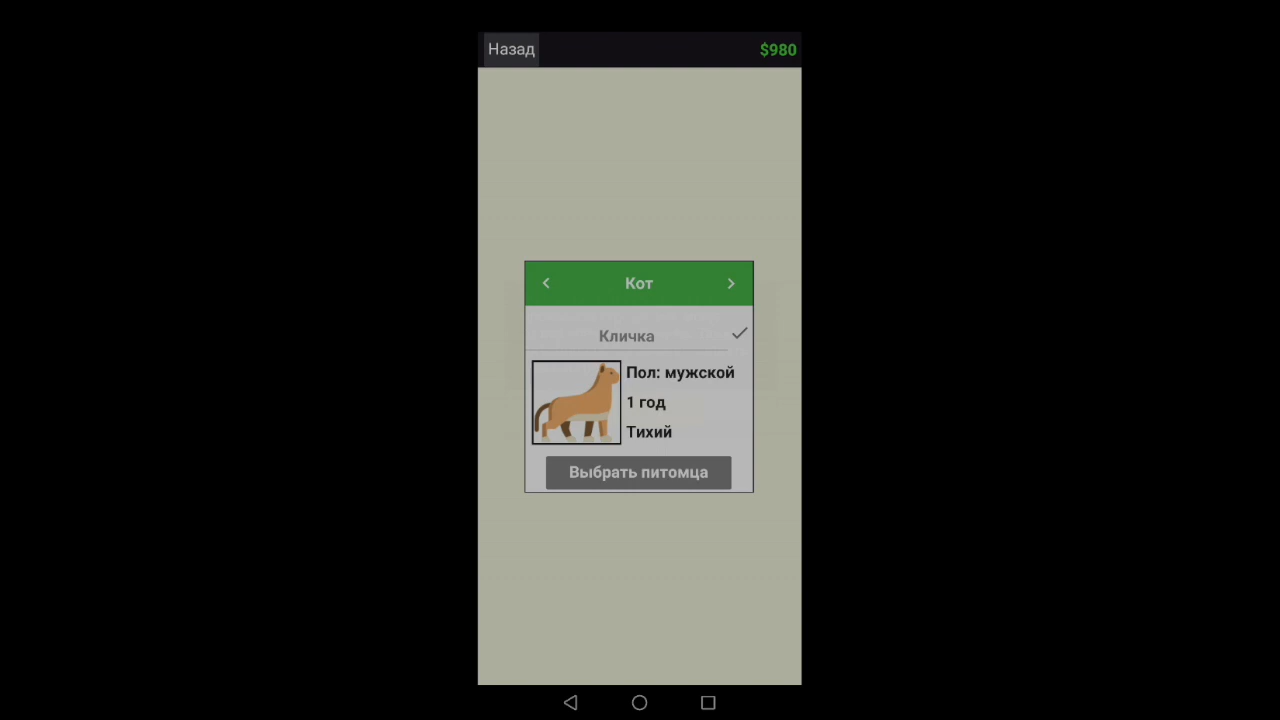 Назад
$980
Кот
Кличка
Пол: мужской
1 год
Тихий
Выбрать питомца